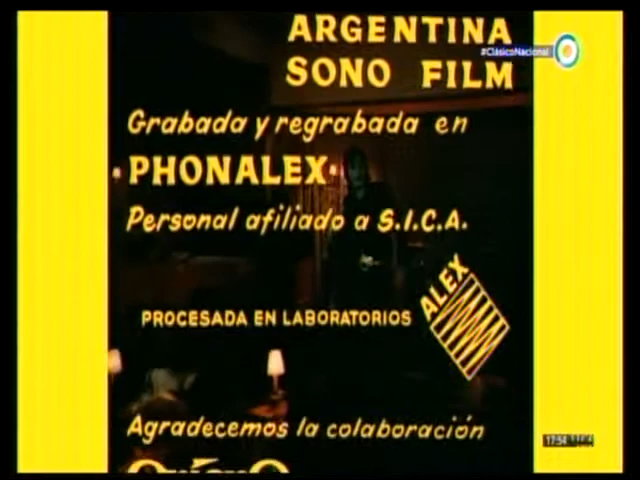 ARGENTINA
SONO FILM
#ClásicoNacional
Grabada y regrabada en
PHONALEX
Personal afiliado a S.I.C.A.
PROCESADA EN LABORATORIOS
ALEX
Agradecemos la colaboración
17:54